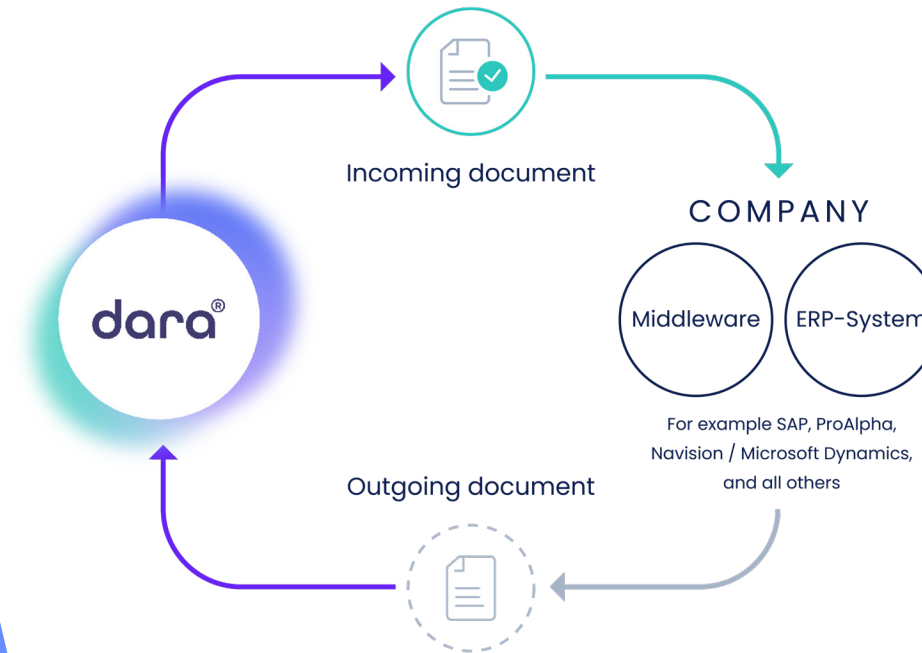 Incoming document
COMPANY
dara®
Middleware
ERP-System
For example SAP, ProAlpha,
Navision / Microsoft Dynamics,
and all others
Outgoing document